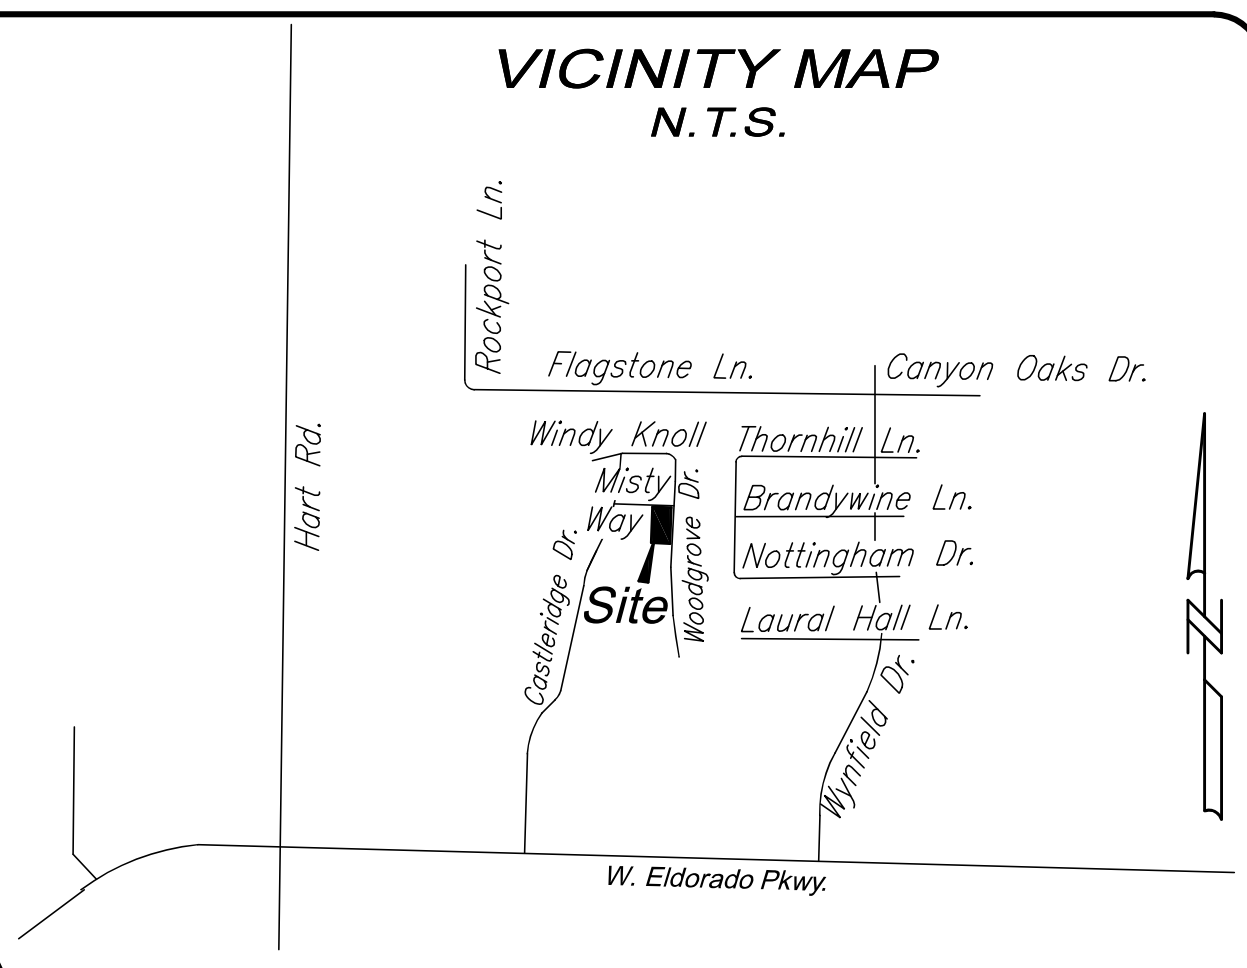 VICINITY MAP
N.T.S.
Rockport Ln.
Flagstone Ln.
Canyon Oaks Dr.
Hart Rd.
Windy Knoll
Thornhill Ln.
Misty
Way
Woodgrove Dr.
Brandywine Ln.
Castleridge Dr.
Nottingham Dr.
Site
Laural Hall Ln.
Wynfield Dr.
W. Eldorado Pkwy.
N